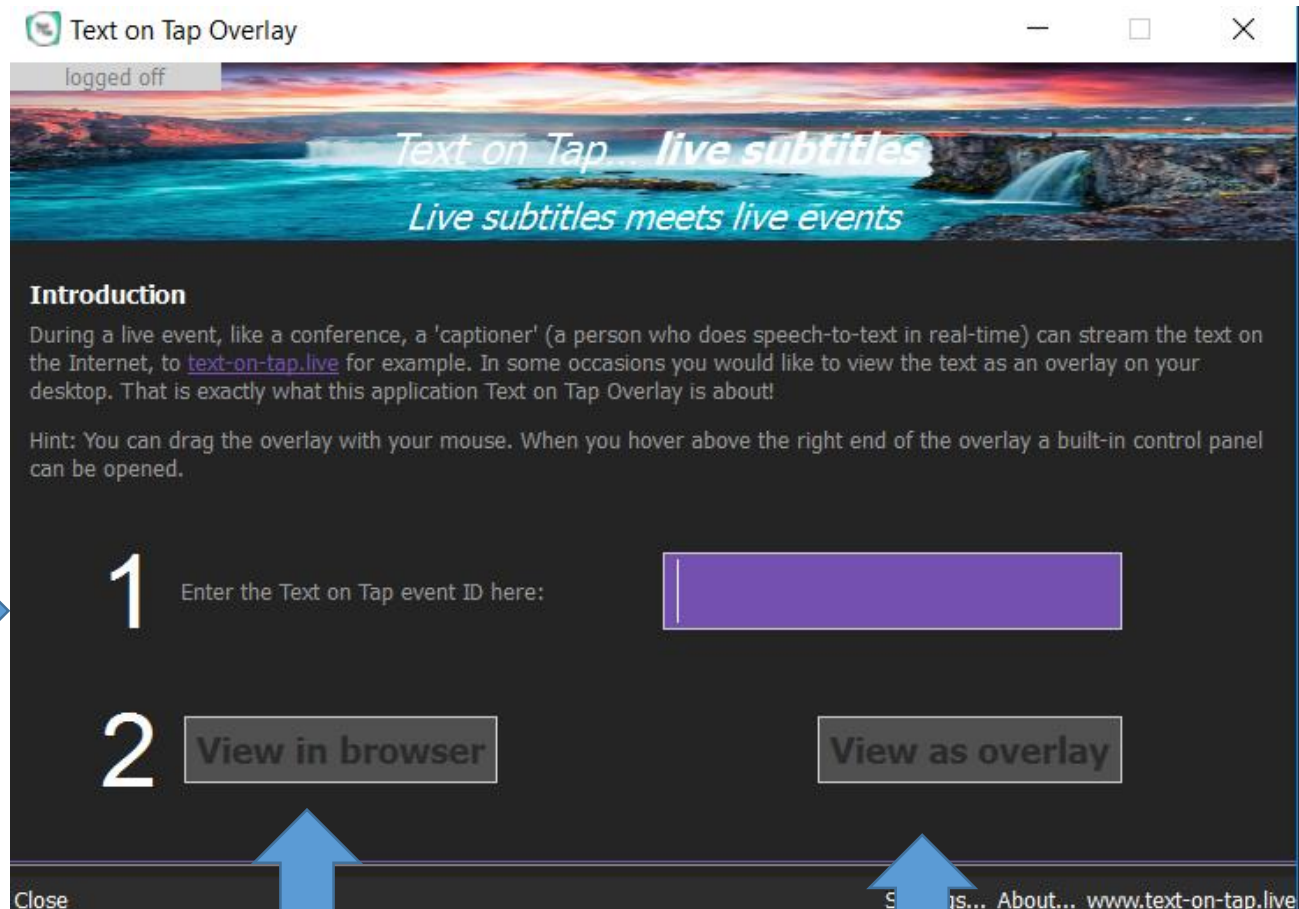 Text on Tap Overlay
logged off
Text on Tap... live subtitles
Live subtitles meets live events
Introduction
During a live event, like a conference, a 'captioner' (a person who does speech-to-text in real-time) can stream the text on
the Internet, to text-on-tap.live for example. In some occasions you would like to view the text as an overlay on your
desktop. That is exactly what this application Text on Tap Overlay is about!
Hint: You can drag the overlay with your mouse. When you hover above the right end of the overlay a built-in control panel
can be opened.
1 Enter the Text on Tap event ID here:
2 View in browser View as overlay
Close About... www.text-on-tap.live